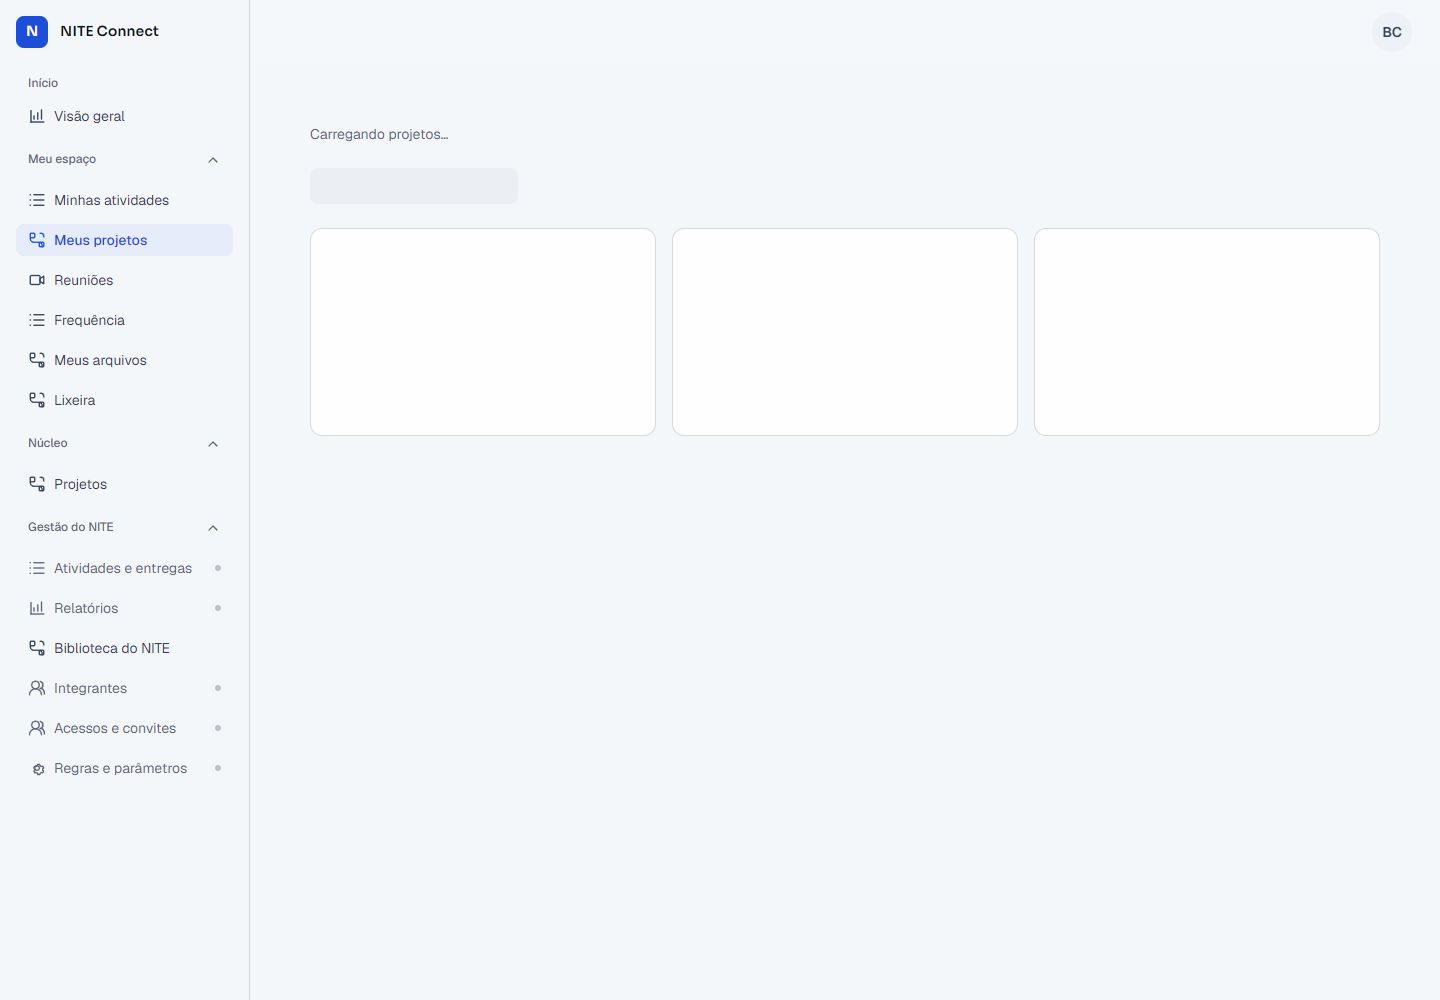 N NITE Connect
BC
Início
Visão geral
Meu espaço
Minhas atividades
Meus projetos
Reuniões
Frequência
Meus arquivos
Lixeira
Núcleo
Projetos
Gestão do NITE
Atividades e entregas
Relatórios
Biblioteca do NITE
Integrantes
Acessos e convites
Regras e parâmetros
Carregando projetos…